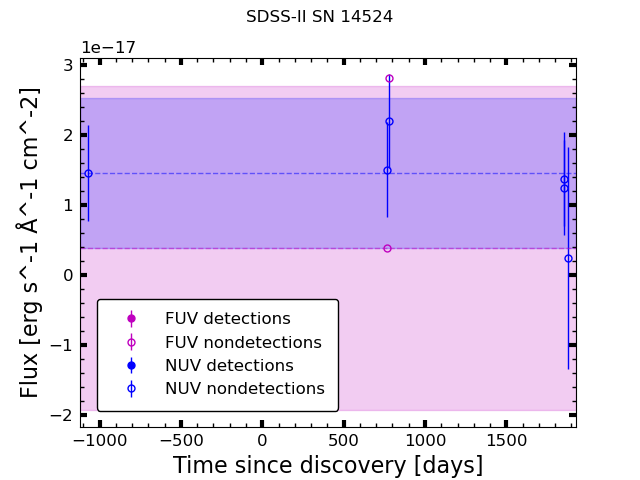 SDSS-II SN 14524
1e−17
3
2
1
0
−1
−2
Flux [erg s^-1 Å^-1 cm^-2]
FUV detections
FUV nondetections
NUV detections
NUV nondetections
−1000 −500 0 500 1000 1500
Time since discovery [days]